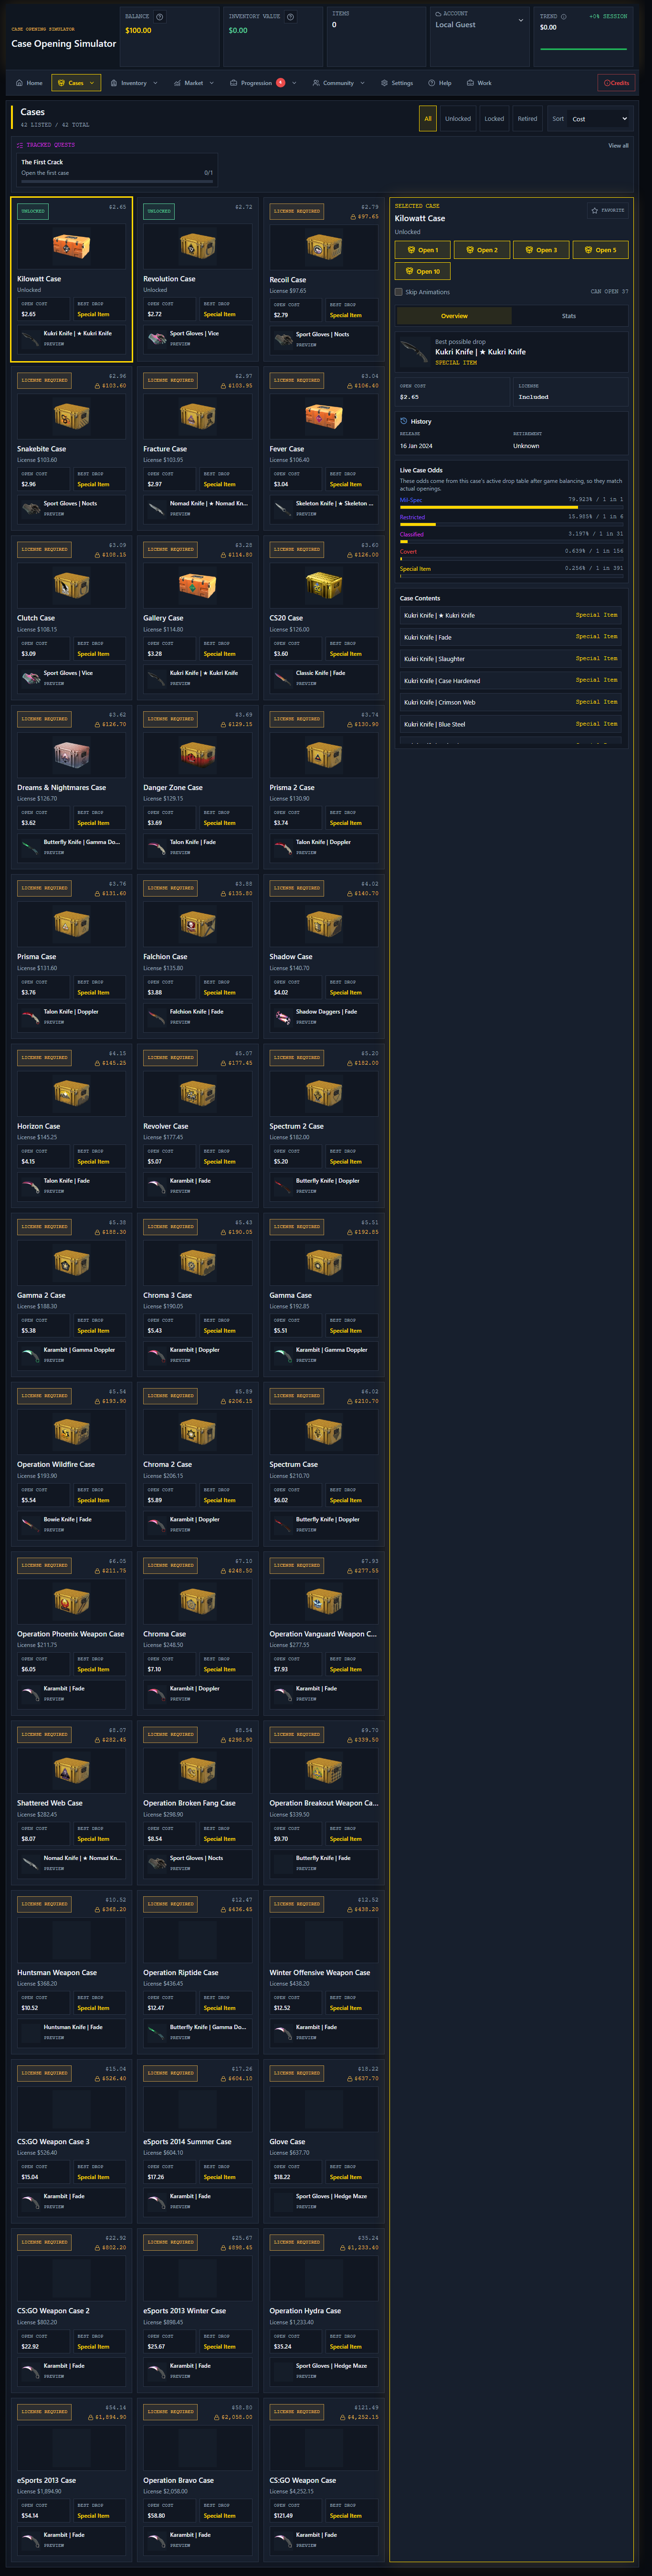 CASE OPENING SIMULATOR
Case Opening Simulator
BALANCE
$100.00
INVENTORY VALUE
$0.00
ITEMS
0
ACCOUNT
Local Guest
TREND
+0% SESSION
$0.00
Home
Cases
Inventory
Market
Progression
Community
Settings
Help
Work
Credits
Cases
42 LISTED / 42 TOTAL
All
Unlocked
Locked
Retired
Sort
Cost
TRACKED QUESTS
View all
The First Crack
Open the first case
0/1
UNLOCKED
$2.65
Kilowatt Case
Unlocked
OPEN COST
$2.65
BEST DROP
Special Item
Kukri Knife | ★ Kukri Knife
PREVIEW
UNLOCKED
$2.72
Revolution Case
Unlocked
OPEN COST
$2.72
BEST DROP
Special Item
Sport Gloves | Vice
PREVIEW
LICENSE REQUIRED
$2.79
$97.65
Recoil Case
License $97.65
OPEN COST
$2.79
BEST DROP
Special Item
Sport Gloves | Nocts
PREVIEW
LICENSE REQUIRED
$2.96
$103.60
Snakebite Case
License $103.60
OPEN COST
$2.96
BEST DROP
Special Item
Sport Gloves | Nocts
PREVIEW
LICENSE REQUIRED
$2.97
$103.95
Fracture Case
License $103.95
OPEN COST
$2.97
BEST DROP
Special Item
Nomad Knife | ★ Nomad Kn...
PREVIEW
LICENSE REQUIRED
$3.04
$106.40
Fever Case
License $106.40
OPEN COST
$3.04
BEST DROP
Special Item
Skeleton Knife | ★ Skeleton ...
PREVIEW
LICENSE REQUIRED
$3.09
$108.15
Clutch Case
License $108.15
OPEN COST
$3.09
BEST DROP
Special Item
Sport Gloves | Vice
PREVIEW
LICENSE REQUIRED
$3.28
$114.80
Gallery Case
License $114.80
OPEN COST
$3.28
BEST DROP
Special Item
Kukri Knife | ★ Kukri Knife
PREVIEW
LICENSE REQUIRED
$3.60
$126.00
CS20 Case
License $126.00
OPEN COST
$3.60
BEST DROP
Special Item
Classic Knife | Fade
PREVIEW
LICENSE REQUIRED
$3.62
$126.70
Dreams & Nightmares Case
License $126.70
OPEN COST
$3.62
BEST DROP
Special Item
Butterfly Knife | Gamma Do...
PREVIEW
LICENSE REQUIRED
$3.69
$129.15
Danger Zone Case
License $129.15
OPEN COST
$3.69
BEST DROP
Special Item
Talon Knife | Fade
PREVIEW
LICENSE REQUIRED
$3.74
$130.90
Prisma 2 Case
License $130.90
OPEN COST
$3.74
BEST DROP
Special Item
Talon Knife | Doppler
PREVIEW
LICENSE REQUIRED
$3.76
$131.60
Prisma Case
License $131.60
OPEN COST
$3.76
BEST DROP
Special Item
Talon Knife | Doppler
PREVIEW
LICENSE REQUIRED
$3.88
$135.80
Falchion Case
License $135.80
OPEN COST
$3.88
BEST DROP
Special Item
Falchion Knife | Fade
PREVIEW
LICENSE REQUIRED
$4.02
$140.70
Shadow Case
License $140.70
OPEN COST
$4.02
BEST DROP
Special Item
Shadow Daggers | Fade
PREVIEW
LICENSE REQUIRED
$4.15
$145.25
Horizon Case
License $145.25
OPEN COST
$4.15
BEST DROP
Special Item
Talon Knife | Fade
PREVIEW
LICENSE REQUIRED
$5.07
$177.45
Revolver Case
License $177.45
OPEN COST
$5.07
BEST DROP
Special Item
Karambit | Fade
PREVIEW
LICENSE REQUIRED
$5.20
$182.00
Spectrum 2 Case
License $182.00
OPEN COST
$5.20
BEST DROP
Special Item
Butterfly Knife | Doppler
PREVIEW
LICENSE REQUIRED
$5.38
$188.30
Gamma 2 Case
License $188.30
OPEN COST
$5.38
BEST DROP
Special Item
Karambit | Gamma Doppler
PREVIEW
LICENSE REQUIRED
$5.43
$190.05
Chroma 3 Case
License $190.05
OPEN COST
$5.43
BEST DROP
Special Item
Karambit | Doppler
PREVIEW
LICENSE REQUIRED
$5.51
$192.85
Gamma Case
License $192.85
OPEN COST
$5.51
BEST DROP
Special Item
Karambit | Gamma Doppler
PREVIEW
LICENSE REQUIRED
$5.54
$193.90
Operation Wildfire Case
License $193.90
OPEN COST
$5.54
BEST DROP
Special Item
Bowie Knife | Fade
PREVIEW
LICENSE REQUIRED
$5.89
$206.15
Chroma 2 Case
License $206.15
OPEN COST
$5.89
BEST DROP
Special Item
Karambit | Doppler
PREVIEW
LICENSE REQUIRED
$6.02
$210.70
Spectrum Case
License $210.70
OPEN COST
$6.02
BEST DROP
Special Item
Butterfly Knife | Doppler
PREVIEW
LICENSE REQUIRED
$6.05
$211.75
Operation Phoenix Weapon Case
License $211.75
OPEN COST
$6.05
BEST DROP
Special Item
Karambit | Fade
PREVIEW
LICENSE REQUIRED
$7.10
$248.50
Chroma Case
License $248.50
OPEN COST
$7.10
BEST DROP
Special Item
Karambit | Doppler
PREVIEW
LICENSE REQUIRED
$7.93
$277.55
Operation Vanguard Weapon C...
License $277.55
OPEN COST
$7.93
BEST DROP
Special Item
Karambit | Fade
PREVIEW
LICENSE REQUIRED
$8.07
$282.45
Shattered Web Case
License $282.45
OPEN COST
$8.07
BEST DROP
Special Item
Nomad Knife | ★ Nomad Kn...
PREVIEW
LICENSE REQUIRED
$8.54
$298.90
Operation Broken Fang Case
License $298.90
OPEN COST
$8.54
BEST DROP
Special Item
Sport Gloves | Nocts
PREVIEW
LICENSE REQUIRED
$9.70
$339.50
Operation Breakout Weapon Ca...
License $339.50
OPEN COST
$9.70
BEST DROP
Special Item
Butterfly Knife | Fade
PREVIEW
LICENSE REQUIRED
$10.52
$368.20
Huntsman Weapon Case
License $368.20
OPEN COST
$10.52
BEST DROP
Special Item
Huntsman Knife | Fade
PREVIEW
LICENSE REQUIRED
$12.47
$436.45
Operation Riptide Case
License $436.45
OPEN COST
$12.47
BEST DROP
Special Item
Butterfly Knife | Gamma Do...
PREVIEW
LICENSE REQUIRED
$12.52
$438.20
Winter Offensive Weapon Case
License $438.20
OPEN COST
$12.52
BEST DROP
Special Item
Karambit | Fade
PREVIEW
LICENSE REQUIRED
$15.04
$526.40
CS:GO Weapon Case 3
License $526.40
OPEN COST
$15.04
BEST DROP
Special Item
Karambit | Fade
PREVIEW
LICENSE REQUIRED
$17.26
$604.10
eSports 2014 Summer Case
License $604.10
OPEN COST
$17.26
BEST DROP
Special Item
Karambit | Fade
PREVIEW
LICENSE REQUIRED
$18.22
$637.70
Glove Case
License $637.70
OPEN COST
$18.22
BEST DROP
Special Item
Sport Gloves | Hedge Maze
PREVIEW
LICENSE REQUIRED
$22.92
$802.20
CS:GO Weapon Case 2
License $802.20
OPEN COST
$22.92
BEST DROP
Special Item
Karambit | Fade
PREVIEW
LICENSE REQUIRED
$25.67
$898.45
eSports 2013 Winter Case
License $898.45
OPEN COST
$25.67
BEST DROP
Special Item
Karambit | Fade
PREVIEW
LICENSE REQUIRED
$35.24
$1,233.40
Operation Hydra Case
License $1,233.40
OPEN COST
$35.24
BEST DROP
Special Item
Sport Gloves | Hedge Maze
PREVIEW
LICENSE REQUIRED
$54.14
$1,894.90
eSports 2013 Case
License $1,894.90
OPEN COST
$54.14
BEST DROP
Special Item
Karambit | Fade
PREVIEW
LICENSE REQUIRED
$58.80
$2,058.00
Operation Bravo Case
License $2,058.00
OPEN COST
$58.80
BEST DROP
Special Item
Karambit | Fade
PREVIEW
LICENSE REQUIRED
$121.49
$4,252.15
CS:GO Weapon Case
License $4,252.15
OPEN COST
$121.49
BEST DROP
Special Item
Karambit | Fade
PREVIEW
SELECTED CASE
Kilowatt Case
Unlocked
FAVORITE
Open 1
Open 2
Open 3
Open 5
Open 10
Skip Animations
CAN OPEN 37
Overview
Stats
Best possible drop
Kukri Knife | ★ Kukri Knife
SPECIAL ITEM
OPEN COST
$2.65
LICENSE
Included
History
RELEASE
16 Jan 2024
RETIREMENT
Unknown
Live Case Odds
These odds come from this case's active drop table after game balancing, so they match
actual openings.
Mil-Spec
79.923% / 1 in 1
Restricted
15.985% / 1 in 6
Classified
3.197% / 1 in 31
Covert
0.639% / 1 in 156
Special Item
0.256% / 1 in 391
Case Contents
Kukri Knife | ★ Kukri Knife
Special Item
Kukri Knife | Fade
Special Item
Kukri Knife | Slaughter
Special Item
Kukri Knife | Case Hardened
Special Item
Kukri Knife | Crimson Web
Special Item
Kukri Knife | Blue Steel
Special Item